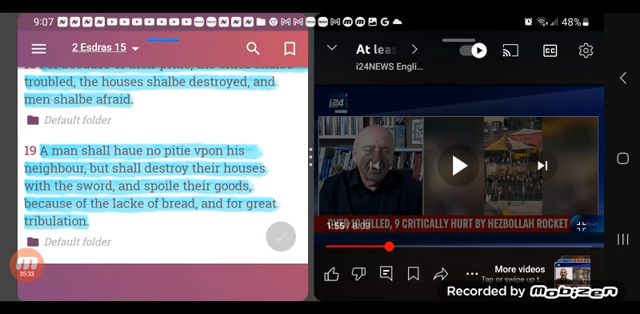 9:07
48%
2 Esdras 15
troubled, the houses shalbe destroyed, and
men shalbe afraid.
Default folder
19 A man shall haue no pitie vpon his
neighbour, but shall destroy their houses
with the sword, and spoile their goods,
because of the lacke of bread, and for great
tribulation.
Default folder
35:33
At leas
i24NEWS Engli...
CC
i24
10 KILLED, 9 CRITICALLY HURT BY HEZBOLLAH ROCKET
1:55 / 8:03
More videos
Tap or swipe up t
Recorded by Mobizen